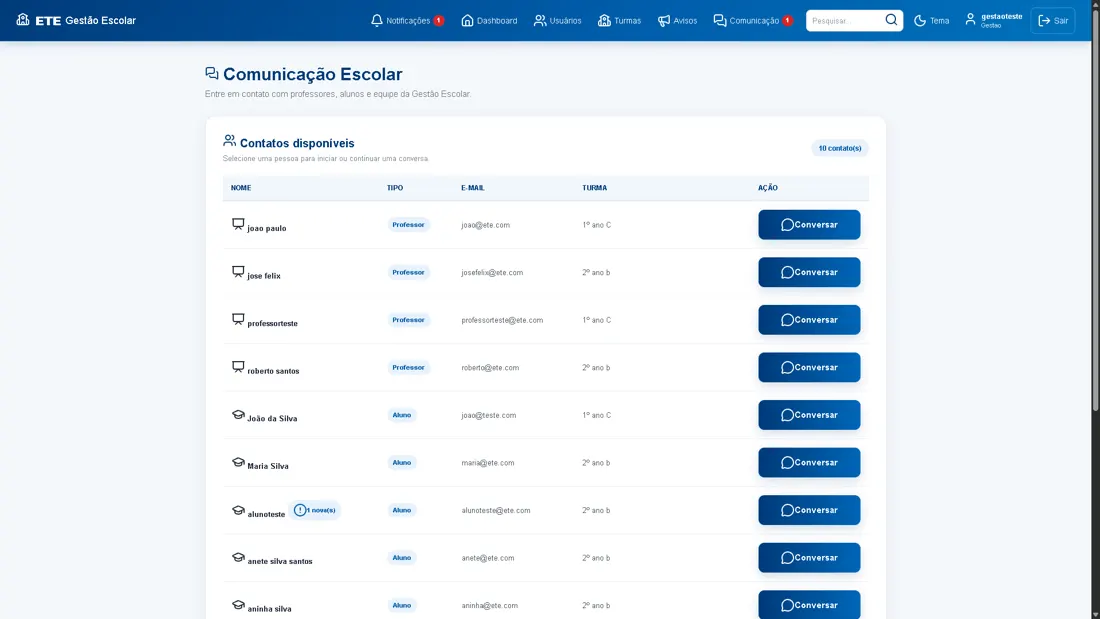 ETE Gestão Escolar
Notificações 1
Dashboard
Usuários
Turmas
Avisos
Comunicação 1
Pesquisar...
Tema
gestaoteste
Gestao
Sair
Comunicação Escolar
Entre em contato com professores, alunos e equipe da Gestão Escolar.
Contatos disponíveis
Selecione uma pessoa para iniciar ou continuar uma conversa.
10 contato(s)
NOME TIPO E-MAIL TURMA AÇÃO
joao paulo Professor joao@ete.com 1º ano C Conversar
jose felix Professor josefelix@ete.com 2º ano b Conversar
professorteste Professor professorteste@ete.com 1º ano C Conversar
roberto santos Professor roberto@ete.com 2º ano b Conversar
João da Silva Aluno joao@teste.com 1º ano C Conversar
Maria Silva Aluno maria@ete.com 2º ano b Conversar
alunoteste 1 nova(s) Aluno alunoteste@ete.com 2º ano b Conversar
anete silva santos Aluno anete@ete.com 2º ano b Conversar
aninha silva Aluno aninha@ete.com 2º ano b Conversar